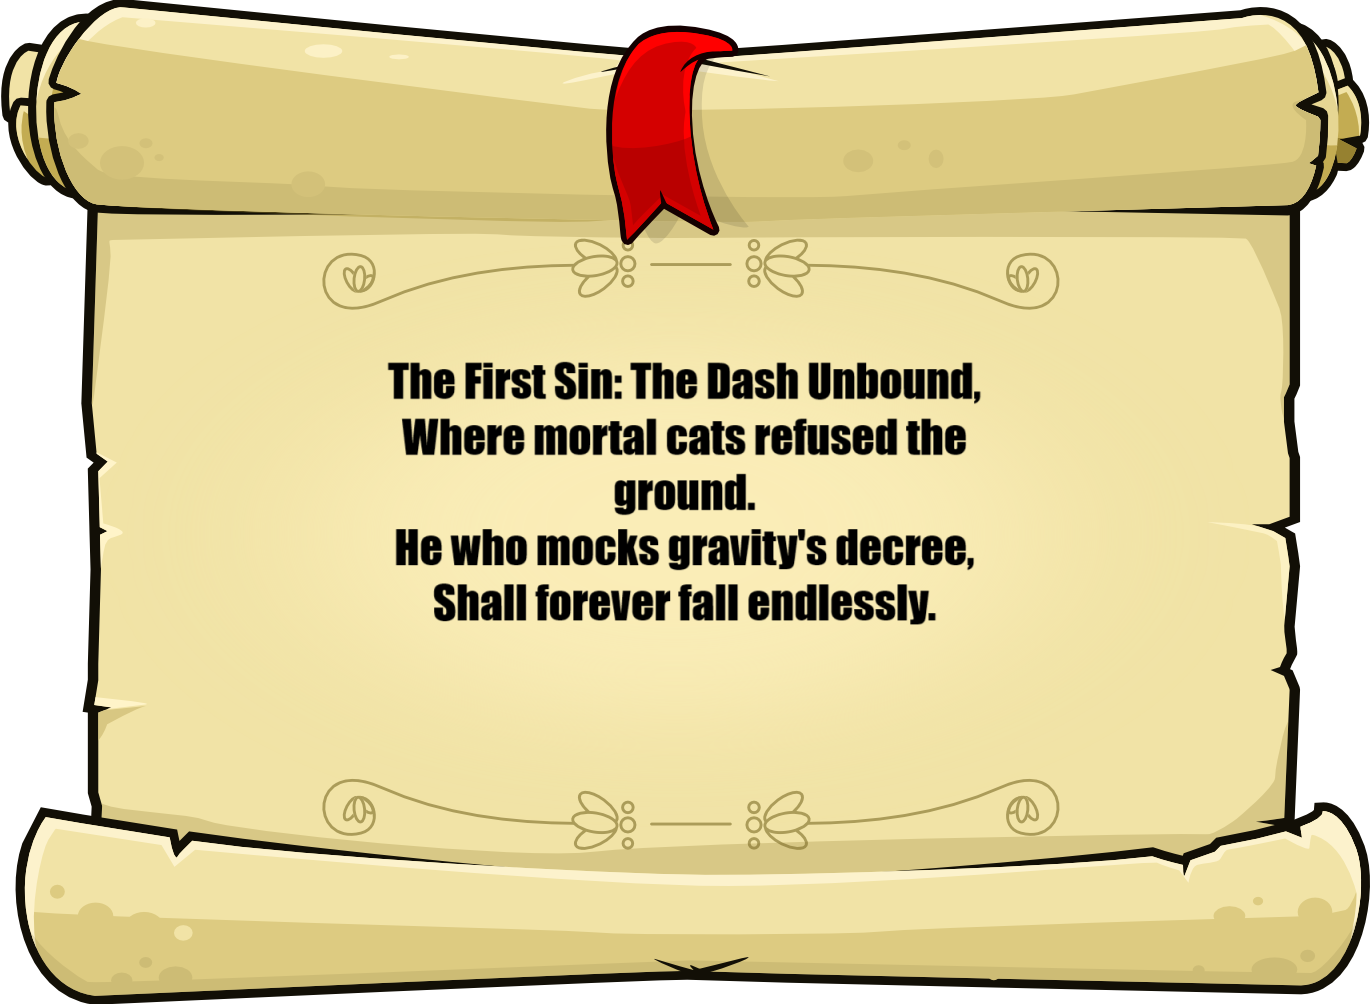 The First Sin: The Dash Unbound,
Where mortal cats refused the
ground.
He who mocks gravity's decree,
Shall forever fall endlessly.